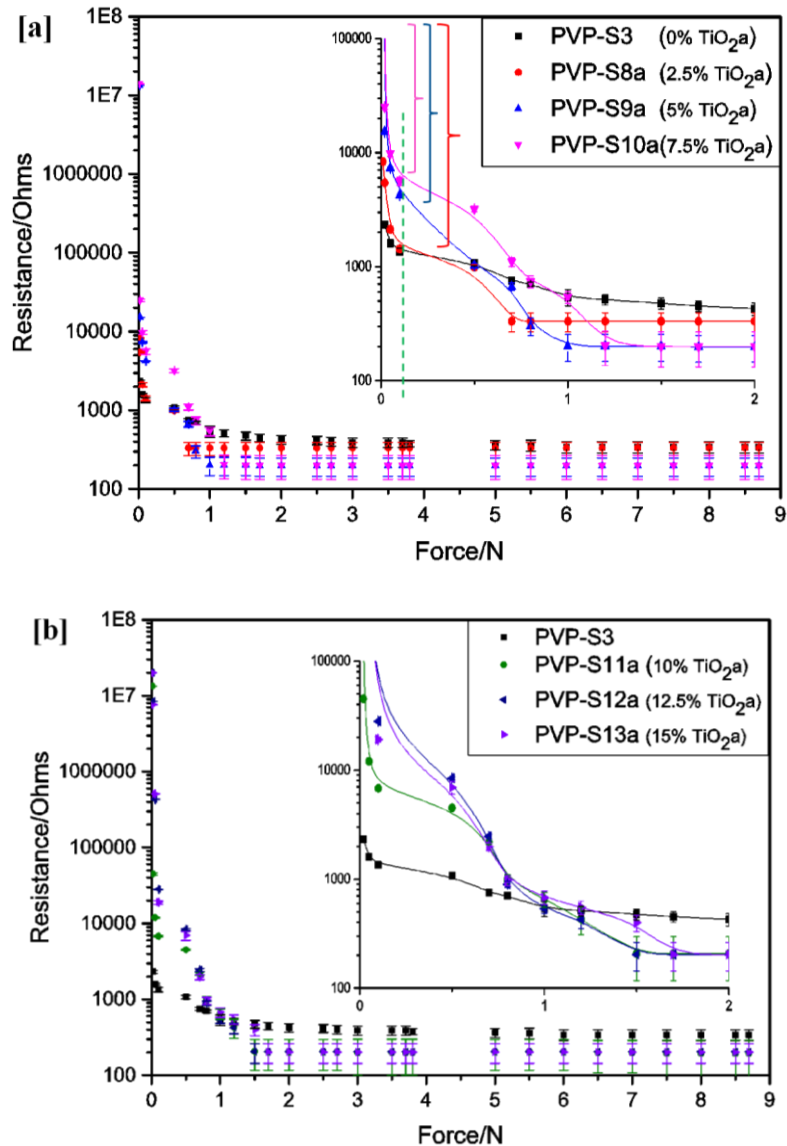 [a]
PVP-S3 (0% TiO2a)
PVP-S8a (2.5% TiO2a)
PVP-S9a (5% TiO2a)
PVP-S10a(7.5% TiO2a)
1E8
1E7
1000000
100000
10000
1000
100
Resistance/Ohms
100000
10000
1000
100
0
1
2
0 1 2 3 4 5 6 7 8 9
Force/N
[b]
PVP-S3
PVP-S11a (10% TiO2a)
PVP-S12a (12.5% TiO2a)
PVP-S13a (15% TiO2a)
1E8
1E7
1000000
100000
10000
1000
100
Resistance/Ohms
100000
10000
1000
100
0
1
2
0 1 2 3 4 5 6 7 8 9
Force/N